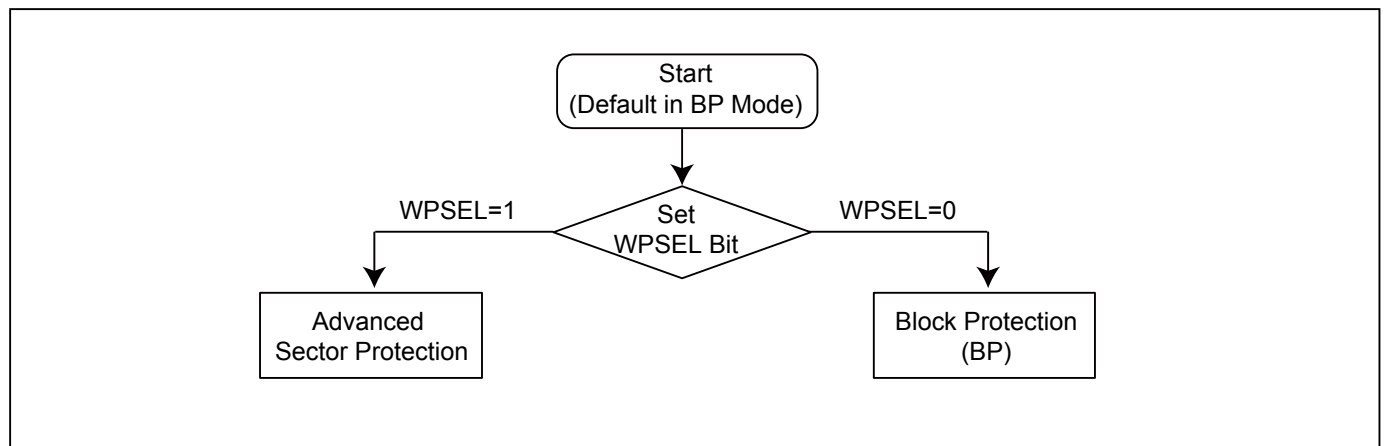 Start
(Default in BP Mode)
WPSEL=1
Set
WPSEL Bit
WPSEL=0
Advanced
Sector Protection
Block Protection
(BP)